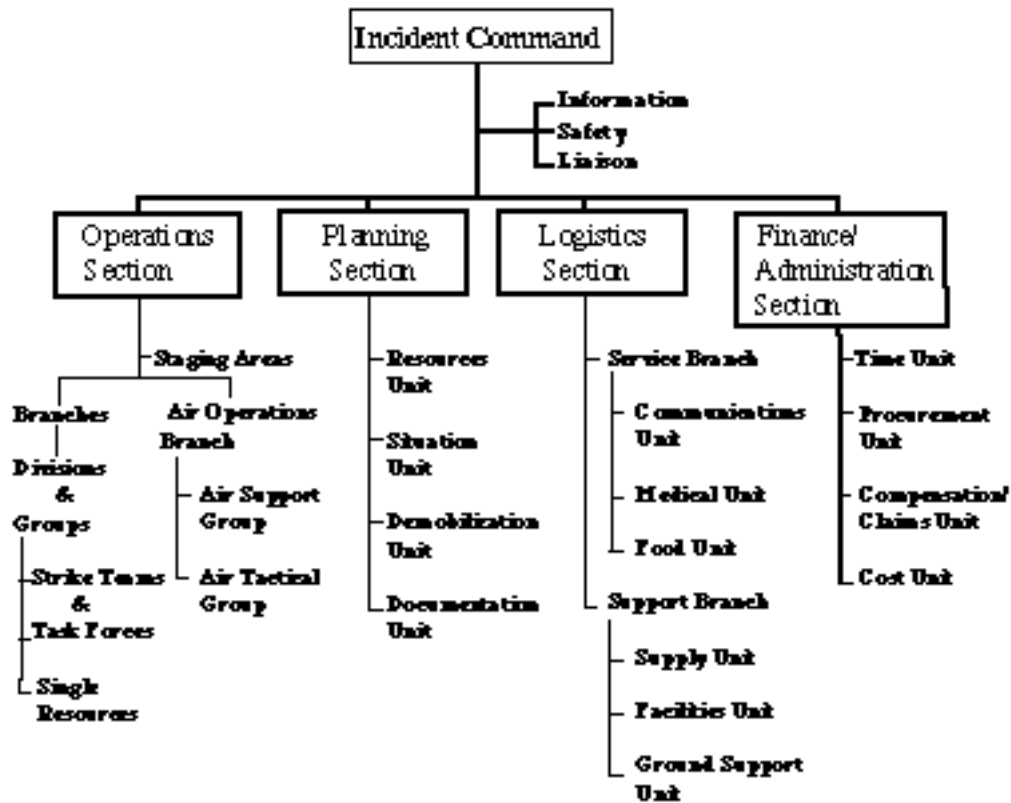 Incident Command
Information
Safety
Liaison
Operations
Section
Planning
Section
Logistics
Section
Finance/
Administration
Section
Staging Areas
Branches
Divisions
&
Groups
Strike Teams
&
Task Forces
Single
Resources
Air Operations
Branch
Air Support
Group
Air Tactical
Group
Resources
Unit
Situation
Unit
Demobilization
Unit
Documentation
Unit
Service Branch
Communications
Unit
Medical Unit
Food Unit
Support Branch
Supply Unit
Facilities Unit
Ground Support
Unit
Time Unit
Procurement
Unit
Compensation/
Claims Unit
Cost Unit